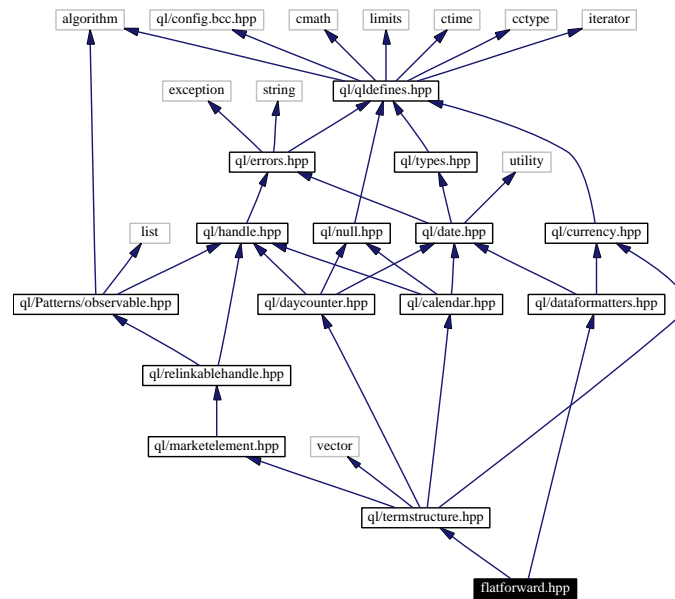 algorithm
ql/config.bcc.hpp
cmath
limits
ctime
cctype
iterator
exception
string
ql/qldefines.hpp
ql/errors.hpp
ql/types.hpp
utility
list
ql/handle.hpp
ql/null.hpp
ql/date.hpp
ql/currency.hpp
ql/Patterns/observable.hpp
ql/daycounter.hpp
ql/calendar.hpp
ql/dataformatters.hpp
ql/relinkablehandle.hpp
ql/marketelement.hpp
vector
ql/termstructure.hpp
flatforward.hpp